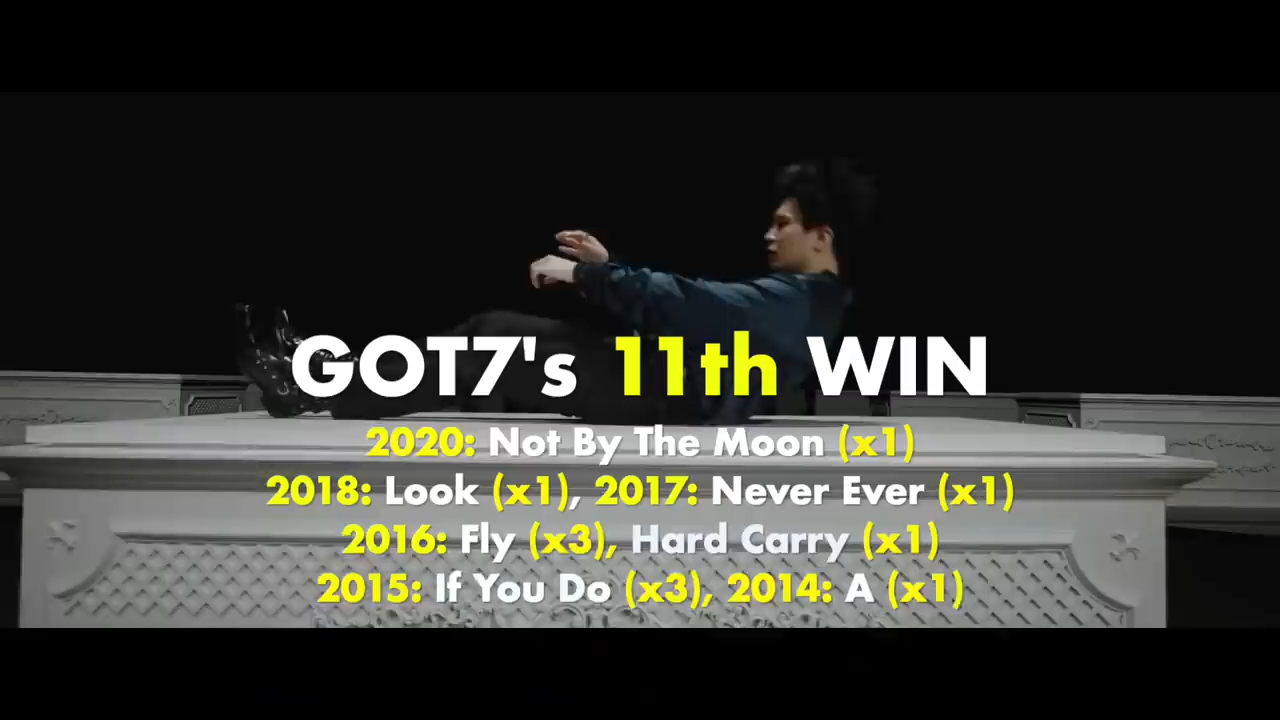 GOT7's 11th WIN
2020: Not By The Moon (x1)
2018: Look (x1), 2017: Never Ever (x1)
2016: Fly (x3), Hard Carry (x1)
2015: If You Do (x3), 2014: A (x1)